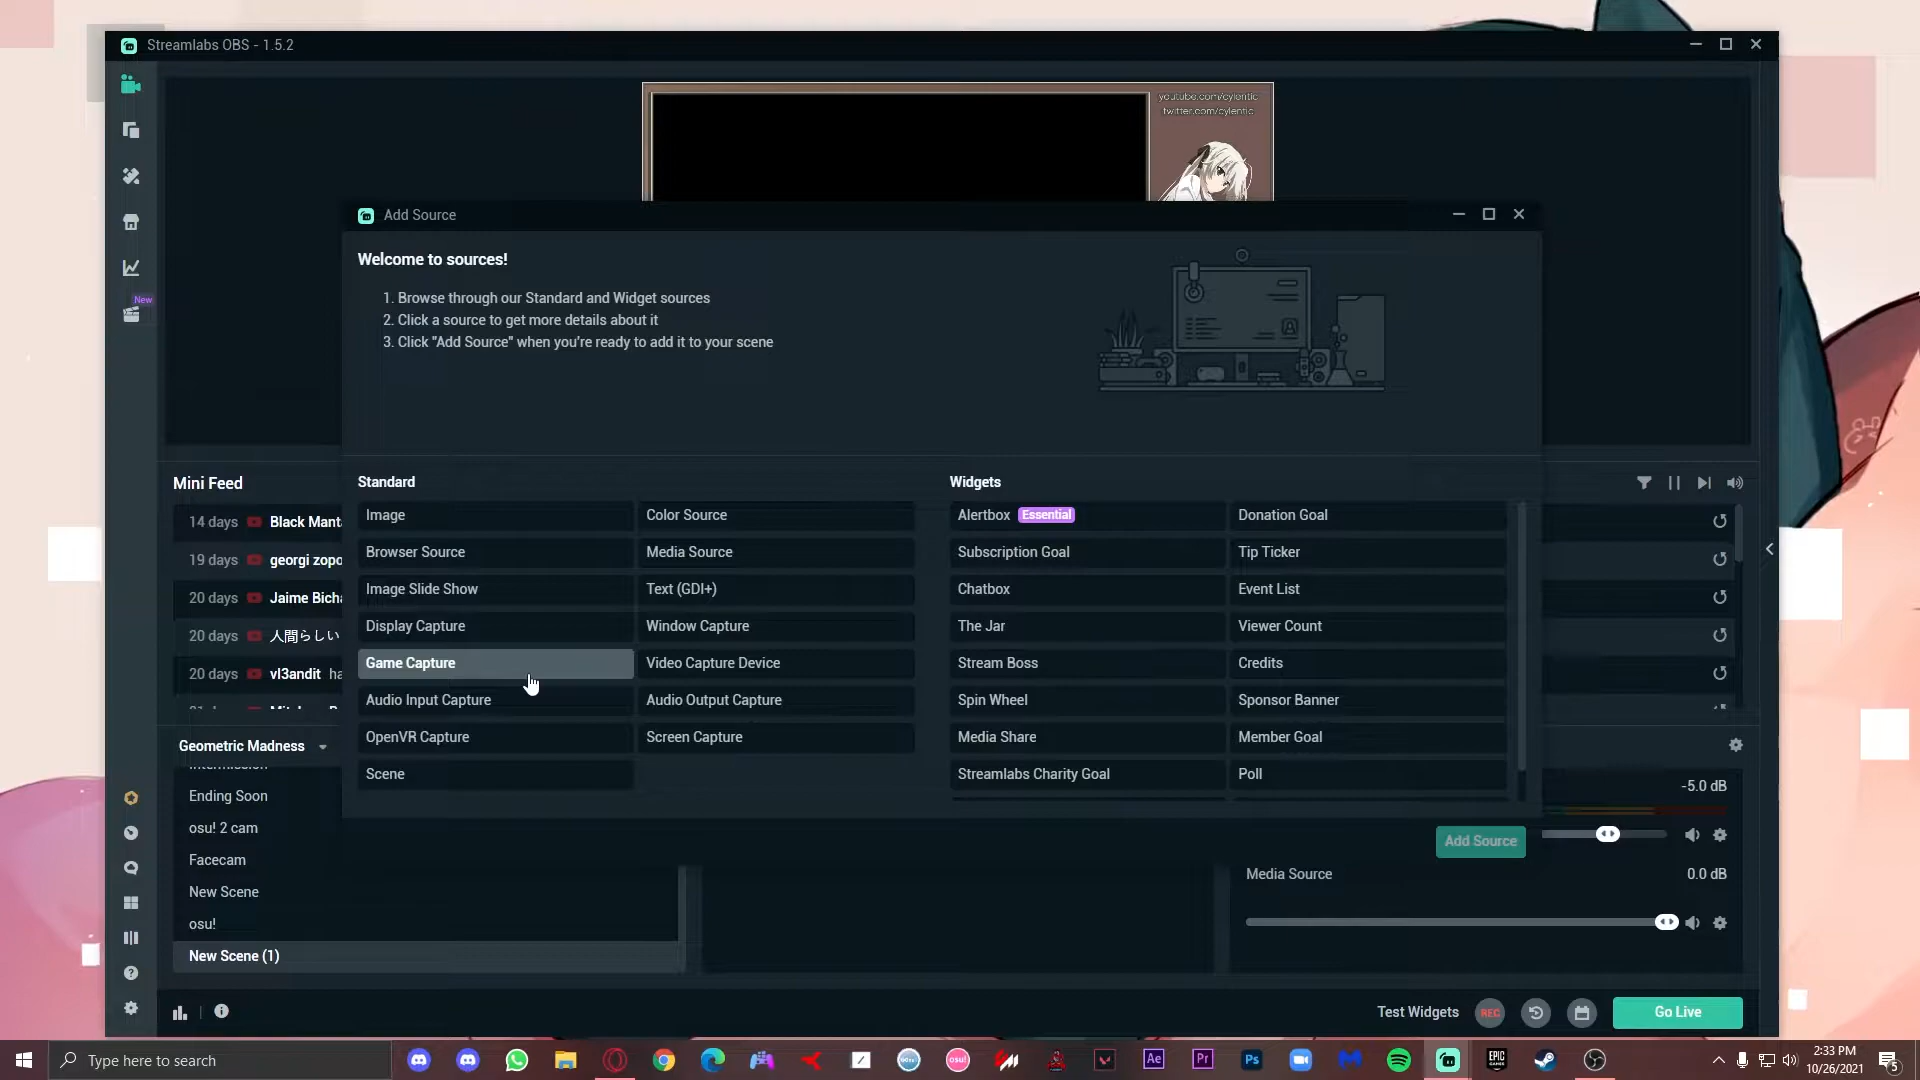 Streamlabs OBS - 1.5.2
youtube.com/cylentic
twitter.com/cylentic
New
Add Source
Welcome to sources!
1. Browse through our Standard and Widget sources
2. Click a source to get more details about it
3. Click "Add Source" when you're ready to add it to your scene
Standard
Image
Color Source
Browser Source
Media Source
Image Slide Show
Text (GDI+)
Display Capture
Window Capture
Game Capture
Video Capture Device
Audio Input Capture
Audio Output Capture
OpenVR Capture
Screen Capture
Scene
Widgets
Alertbox Essential
Donation Goal
Subscription Goal
Tip Ticker
Chatbox
Event List
The Jar
Viewer Count
Stream Boss
Credits
Spin Wheel
Sponsor Banner
Media Share
Member Goal
Streamlabs Charity Goal
Poll
Add Source
Mini Feed
14 days Black Mant
19 days georgi zopo
20 days Jaime Bich
20 days 人間らしい
20 days vl3andit ha
Geometric Madness
Intermission
Ending Soon
osu! 2 cam
Facecam
New Scene
osu!
New Scene (1)
-5.0 dB
Media Source 0.0 dB
Test Widgets
REC
Go Live
Type here to search
osu!
Ae
Pr
Ps
EPIC GAMES
2:33 PM
10/26/2021
5